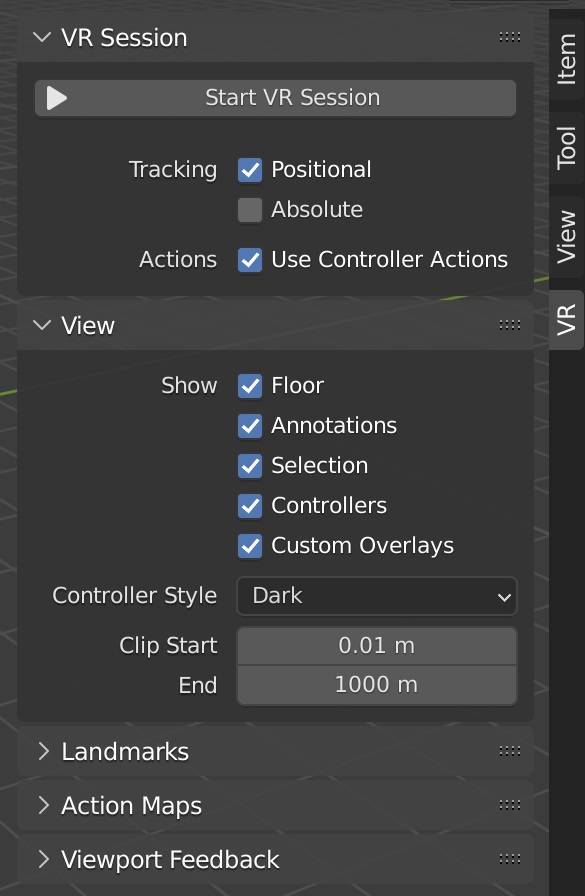 VR Session
Start VR Session
Tracking Positional
Absolute
Actions Use Controller Actions
View
Show Floor
Annotations
Selection
Controllers
Custom Overlays
Controller Style Dark
Clip Start 0.01 m
End 1000 m
Landmarks
Action Maps
Viewport Feedback
Item
Tool
View
VR